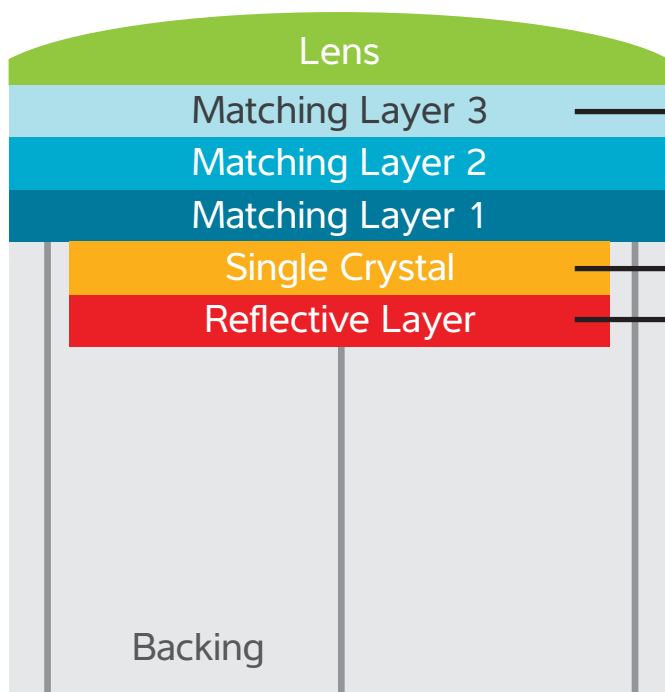 Lens
Matching Layer 3
Matching Layer 2
Matching Layer 1
Single Crystal
Reflective Layer
Backing